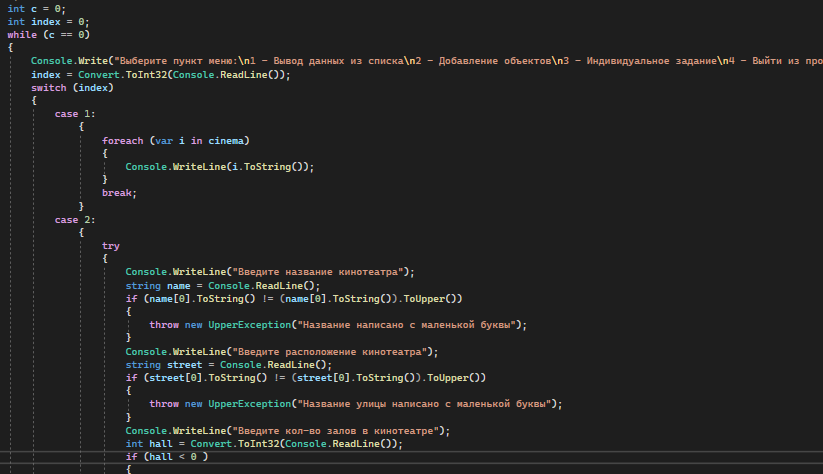 int c = 0;
int index = 0;
while (c == 0)
{
Console.Write("Выберите пункт меню:\n1 - Вывод данных из списка\n2 - Добавление объектов\n3 - Индивидуальное задание\n4 - Выйти из про
index = Convert.ToInt32(Console.ReadLine());
switch (index)
{
case 1:
{
foreach (var i in cinema)
{
Console.WriteLine(i.ToString());
}
break;
}
case 2:
{
try
{
Console.WriteLine("Введите название кинотеатра");
string name = Console.ReadLine();
if (name[0].ToString() != (name[0].ToString()).ToUpper())
{
throw new UpperException("Название написано с маленькой буквы");
}
Console.WriteLine("Введите расположение кинотеатра");
string street = Console.ReadLine();
if (street[0].ToString() != (street[0].ToString()).ToUpper())
{
throw new UpperException("Название улицы написано с маленькой буквы");
}
Console.WriteLine("Введите кол-во залов в кинотеатре");
int hall = Convert.ToInt32(Console.ReadLine());
if (hall < 0 )
{